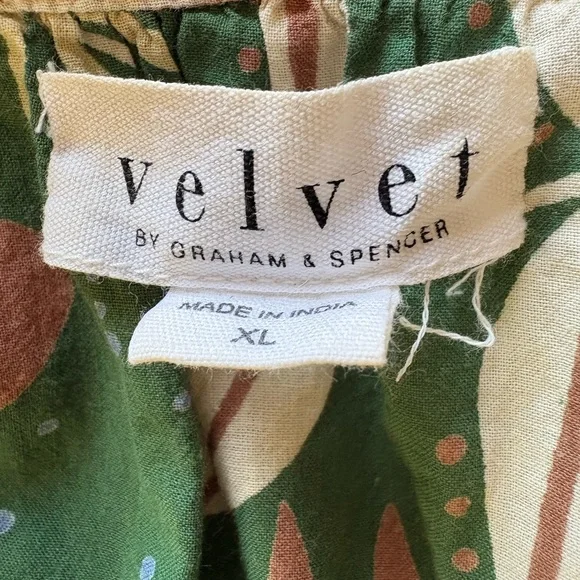 velvet
BY GRAHAM & SPENCER
MADE IN INDIA
XL